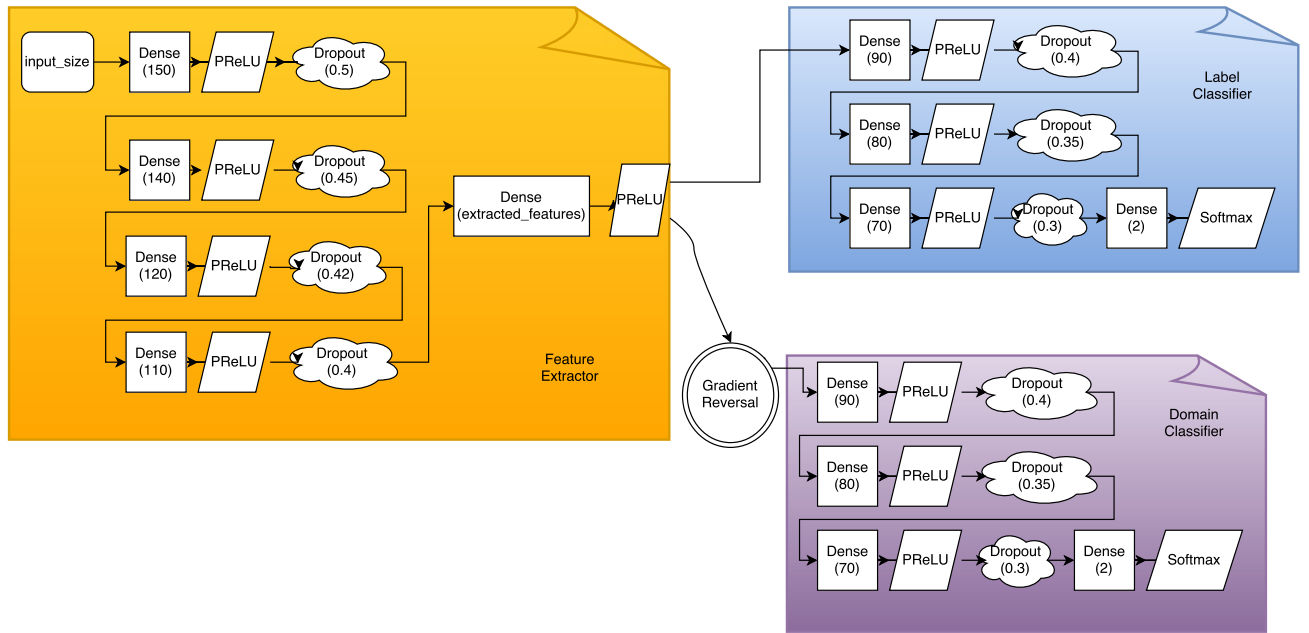 input_size
Dense
(150)
PReLU
Dropout
(0.5)
Dense
(140)
PReLU
Dropout
(0.45)
Dense
(120)
PReLU
Dropout
(0.42)
Dense
(110)
PReLU
Dropout
(0.4)
Dense
(extracted_features)
PReLU
Feature
Extractor
Dense
(90)
PReLU
Dropout
(0.4)
Dense
(80)
PReLU
Dropout
(0.35)
Dense
(70)
PReLU
Dropout
(0.3)
Dense
(2)
Softmax
Label
Classifier
Gradient
Reversal
Dense
(90)
PReLU
Dropout
(0.4)
Dense
(80)
PReLU
Dropout
(0.35)
Dense
(70)
PReLU
Dropout
(0.3)
Dense
(2)
Softmax
Domain
Classifier